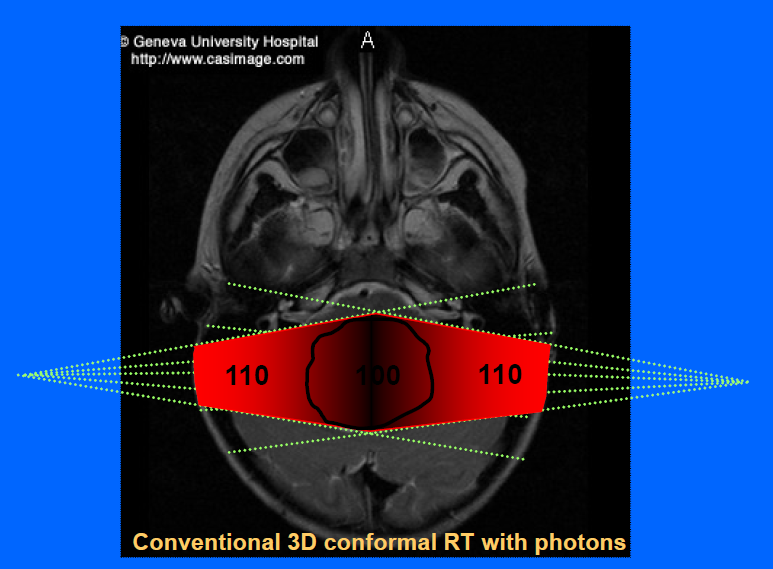 © Geneva University Hospital
http://www.casimage.com
A
110
100
110
Conventional 3D conformal RT with photons